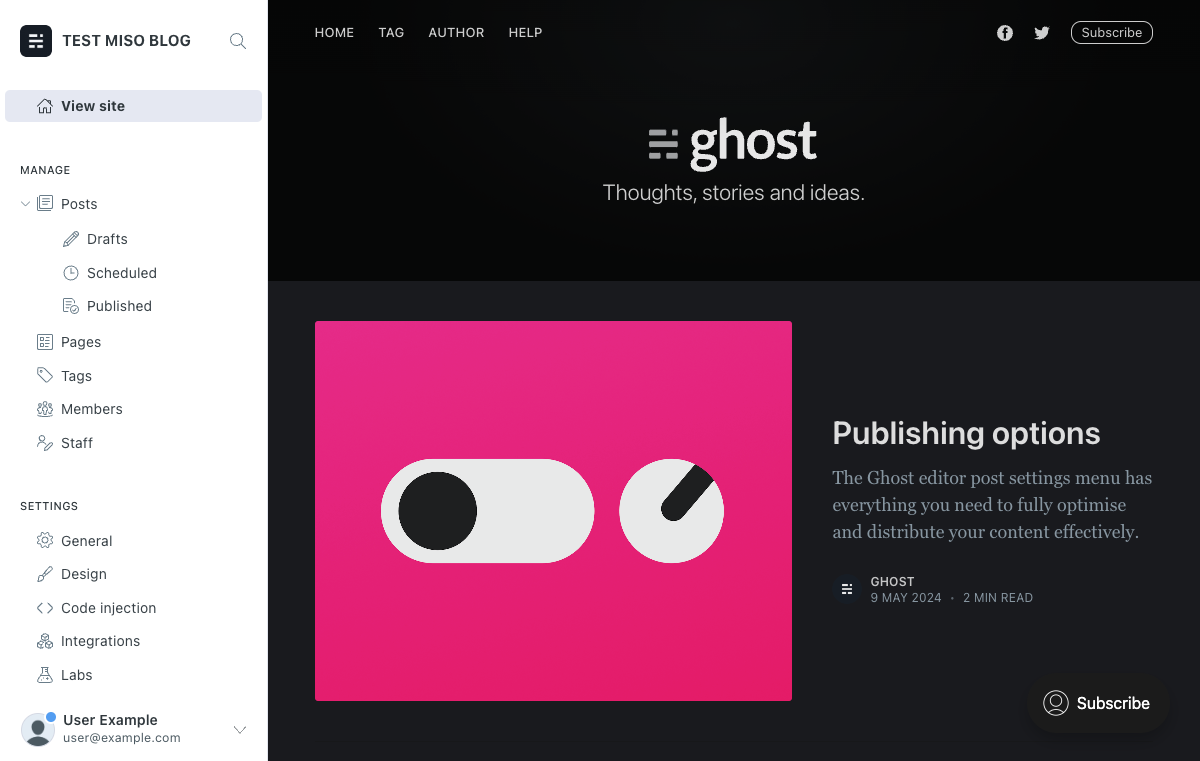 TEST MISO BLOG
View site
MANAGE
Posts
Drafts
Scheduled
Published
Pages
Tags
Members
Staff
SETTINGS
General
Design
Code injection
Integrations
Labs
User Example
user@example.com
HOME TAG AUTHOR HELP
Subscribe
ghost
Thoughts, stories and ideas.
Publishing options
The Ghost editor post settings menu has
everything you need to fully optimise
and distribute your content effectively.
GHOST
9 MAY 2024 • 2 MIN READ
Subscribe